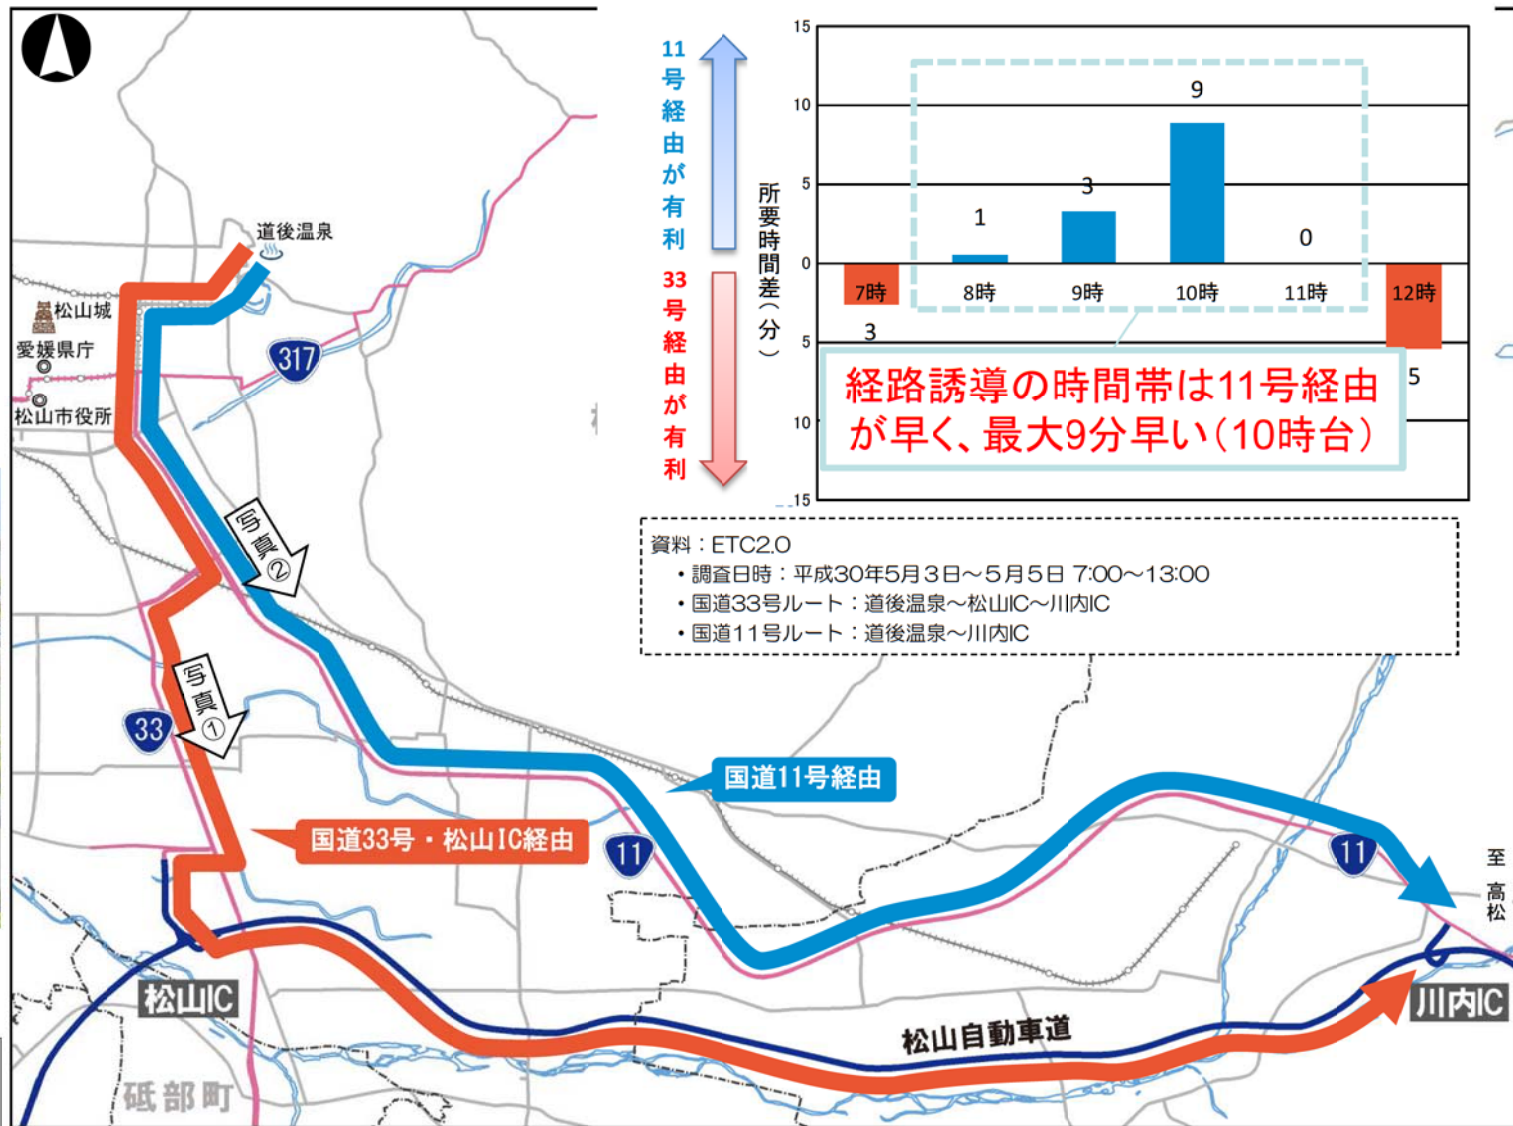 11号経由が有利
33号経由が有利
所要時間差(分)
15
10
5
0
5
10
15
3
1
3
9
0
5
7時
8時
9時
10時
11時
12時
経路誘導の時間帯は11号経由
が早く、最大9分早い(10時台)
資料:ETC2.0
・調査日時:平成30年5月3日~5月5日 7:00~13:00
・国道33号ルート:道後温泉~松山IC~川内IC
・国道11号ルート:道後温泉~川内IC
道後温泉
松山城
愛媛県庁
松山市役所
317
写真②
写真①
33
国道11号経由
国道33号・松山IC経由
11
11
至 高松
松山IC
松山自動車道
川内IC
砥部町